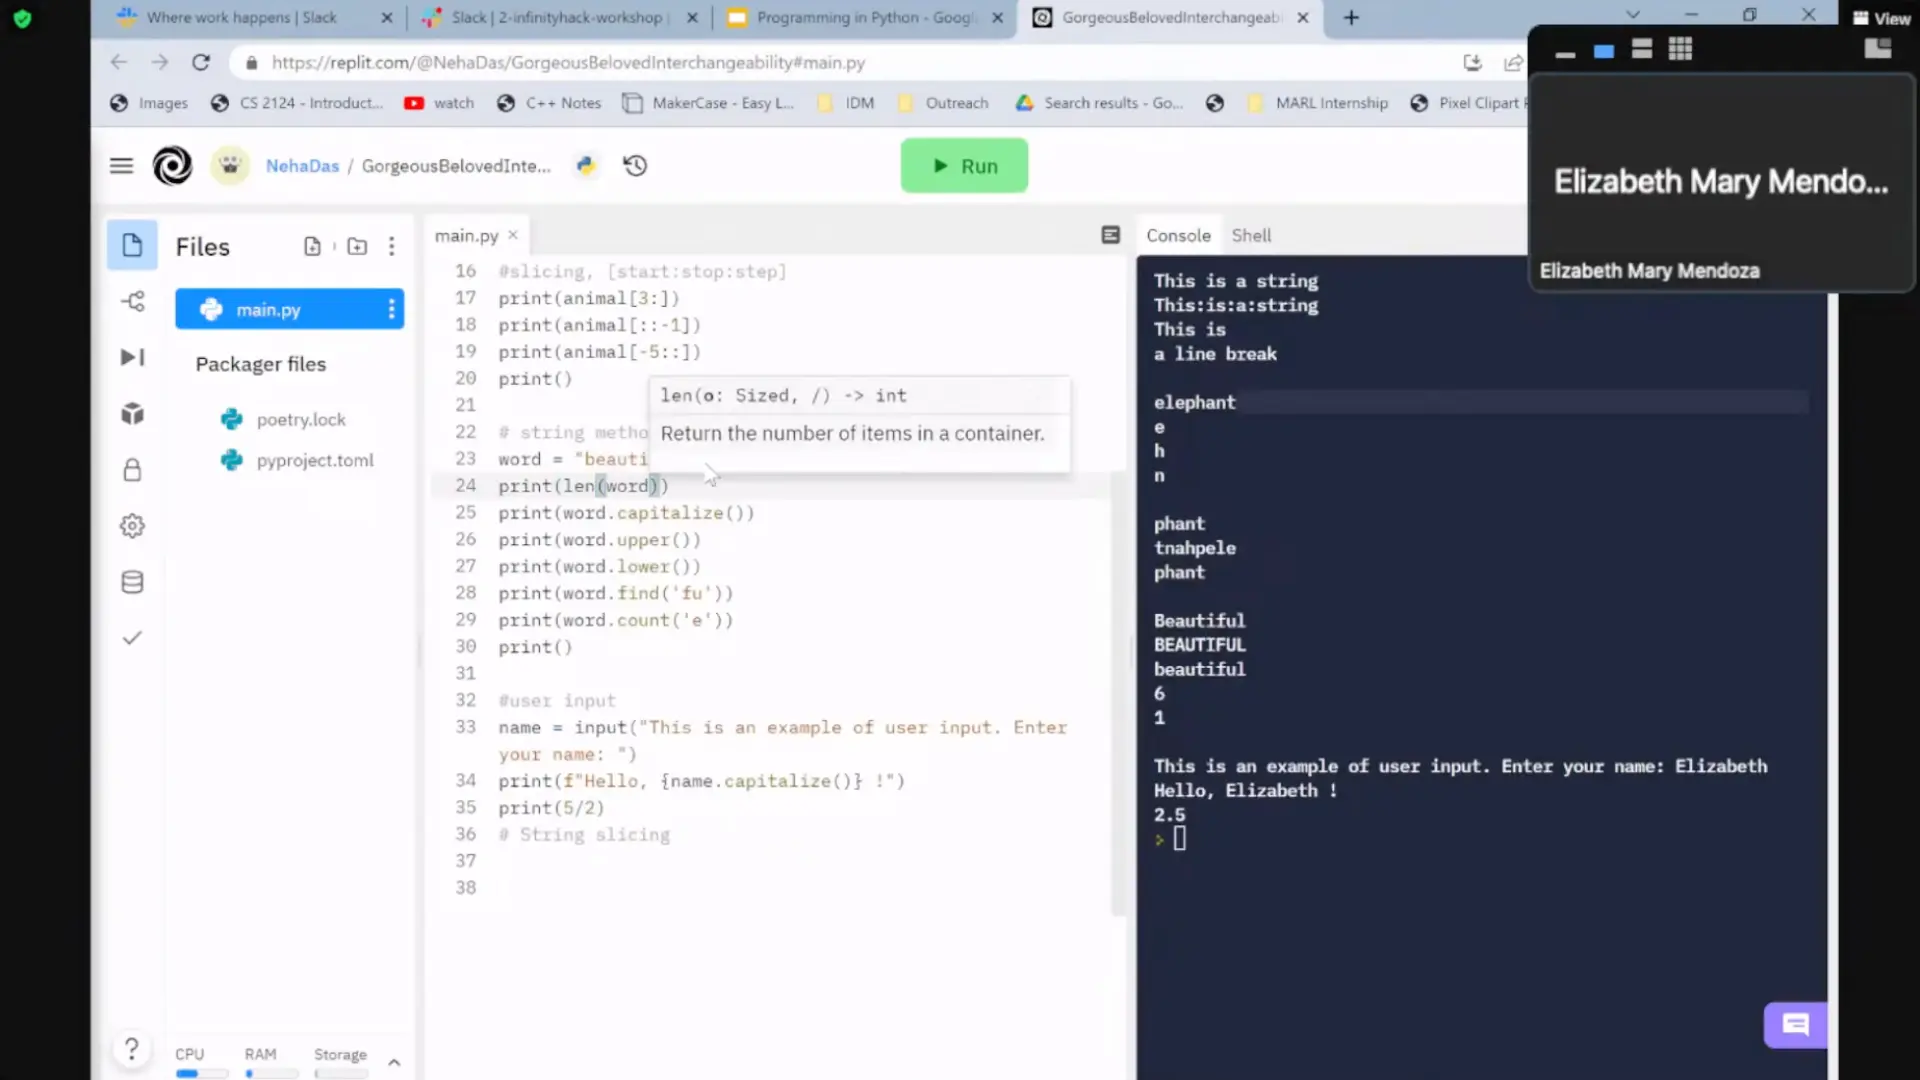 Where work happens | Slack
Slack | 2-infinityhack-workshop |
Programming in Python - Googl
GorgeousBelovedInterchangeabi
View
https://replit.com/@NehaDas/GorgeousBelovedInterchangeability#main.py
Images
CS 2124 - Introduct...
watch
C++ Notes
MakerCase - Easy L...
IDM
Outreach
Search results - Go...
MARL Internship
Pixel Clipart
Elizabeth Mary Mendo...
Elizabeth Mary Mendoza
NehaDas / GorgeousBelovedInte...
Run
Files
main.py
Packager files
poetry.lock
pyproject.toml
CPU
RAM
Storage
main.py
16 #slicing, [start:stop:step]
17 print(animal[3:])
18 print(animal[::-1])
19 print(animal[-5::])
20 print()
21
22 # string metho
23 word = "beauti
24 print(len(word))
25 print(word.capitalize())
26 print(word.upper())
27 print(word.lower())
28 print(word.find('fu'))
29 print(word.count('e'))
30 print()
31
32 #user input
33 name = input("This is an example of user input. Enter
your name: ")
34 print(f"Hello, {name.capitalize()} !")
35 print(5/2)
36 # String slicing
37
38
len(o: Sized, /) -> int
Return the number of items in a container.
Console
Shell
This is a string
This:is:a:string
This is
a line break
elephant
e
h
n
phant
tnahpele
phant
Beautiful
BEAUTIFUL
beautiful
6
1
This is an example of user input. Enter your name: Elizabeth
Hello, Elizabeth !
2.5
>